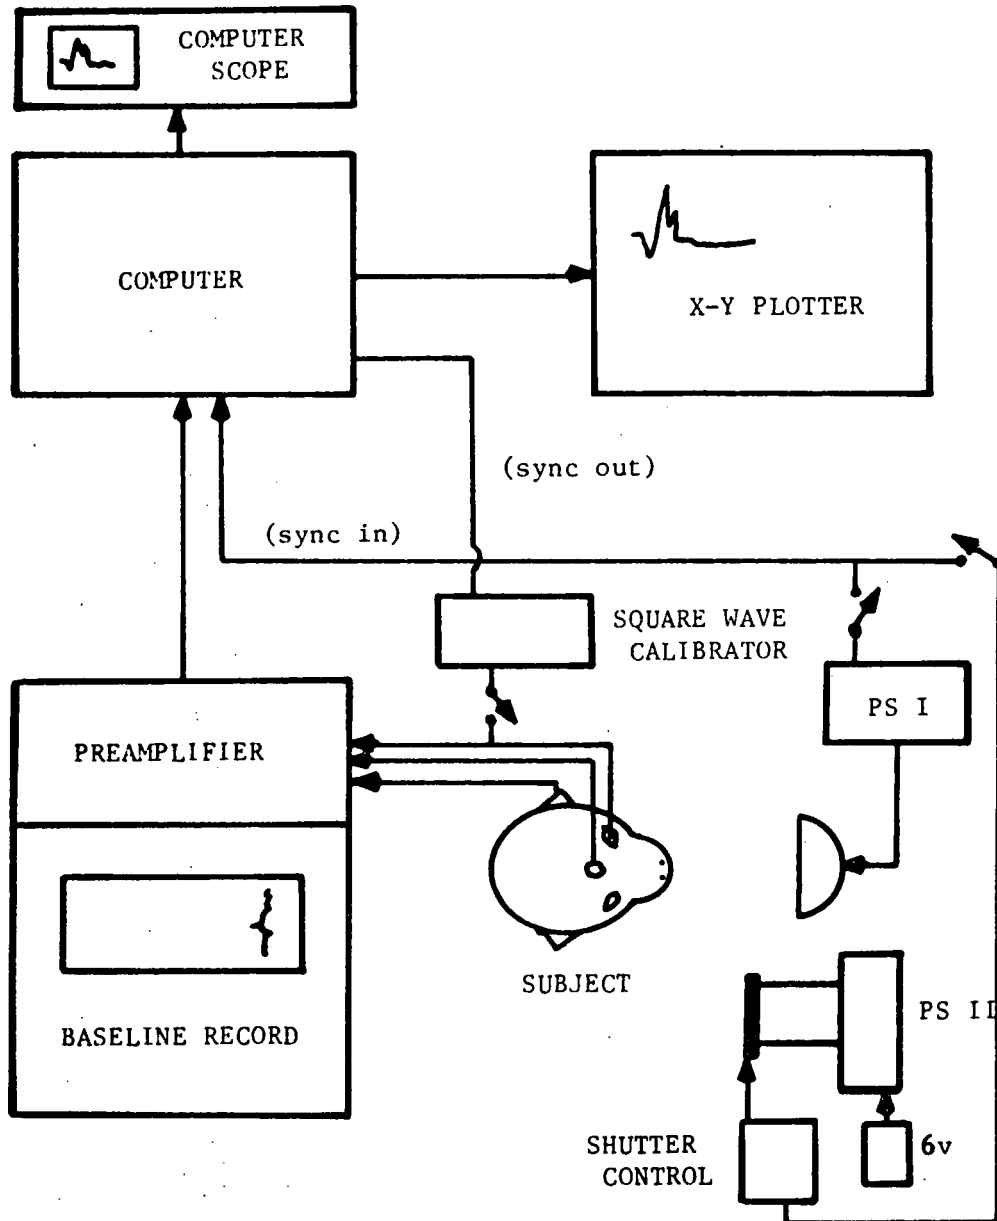 COMPUTER
SCOPE
COMPUTER
X-Y PLOTTER
(sync out)
(sync in)
SQUARE WAVE
CALIBRATOR
PS I
PREAMPLIFIER
SUBJECT
PS II
BASELINE RECORD
SHUTTER
CONTROL
6v